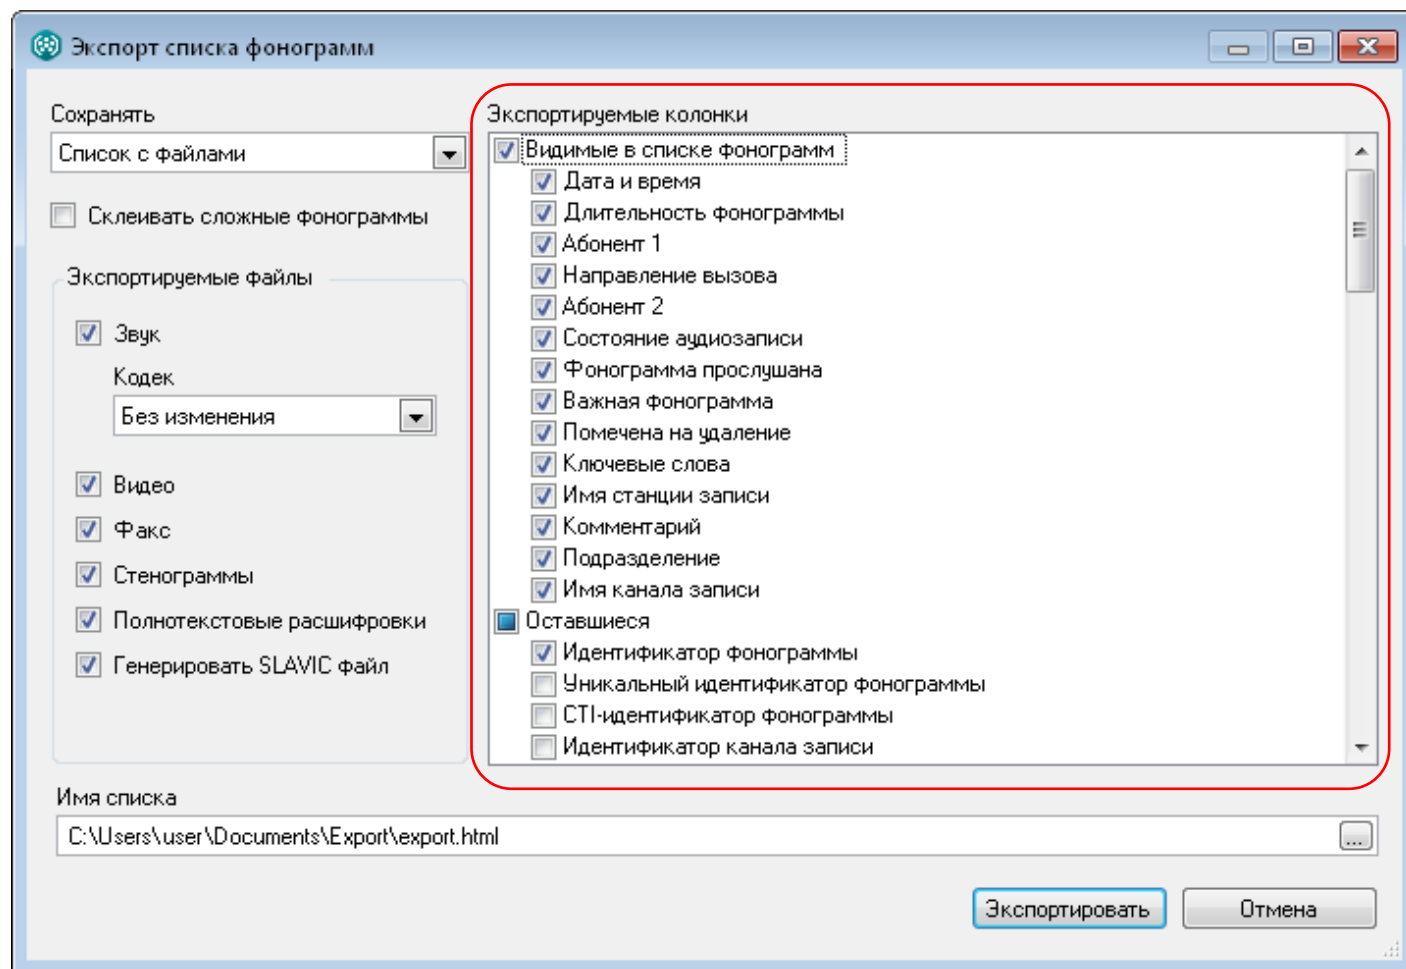 Экспорт списка фонограмм
Сохранять
Список с файлами
Склеивать сложные фонограммы
Экспортируемые файлы
Звук
Кодек
Без изменения
Видео
Факс
Стенограммы
Полнотекстовые расшифровки
Генерировать SLAVIC файл
Экспортируемые колонки
Видимые в списке фонограмм
Дата и время
Длительность фонограммы
Абонент 1
Направление вызова
Абонент 2
Состояние аудиозаписи
Фонограмма прослушана
Важная фонограмма
Помечена на удаление
Ключевые слова
Имя станции записи
Комментарий
Подразделение
Имя канала записи
Оставшиеся
Идентификатор фонограммы
Уникальный идентификатор фонограммы
CTI-идентификатор фонограммы
Идентификатор канала записи
Имя списка
C:\Users\user\Documents\Export\export.html
...
Экспортировать
Отмена